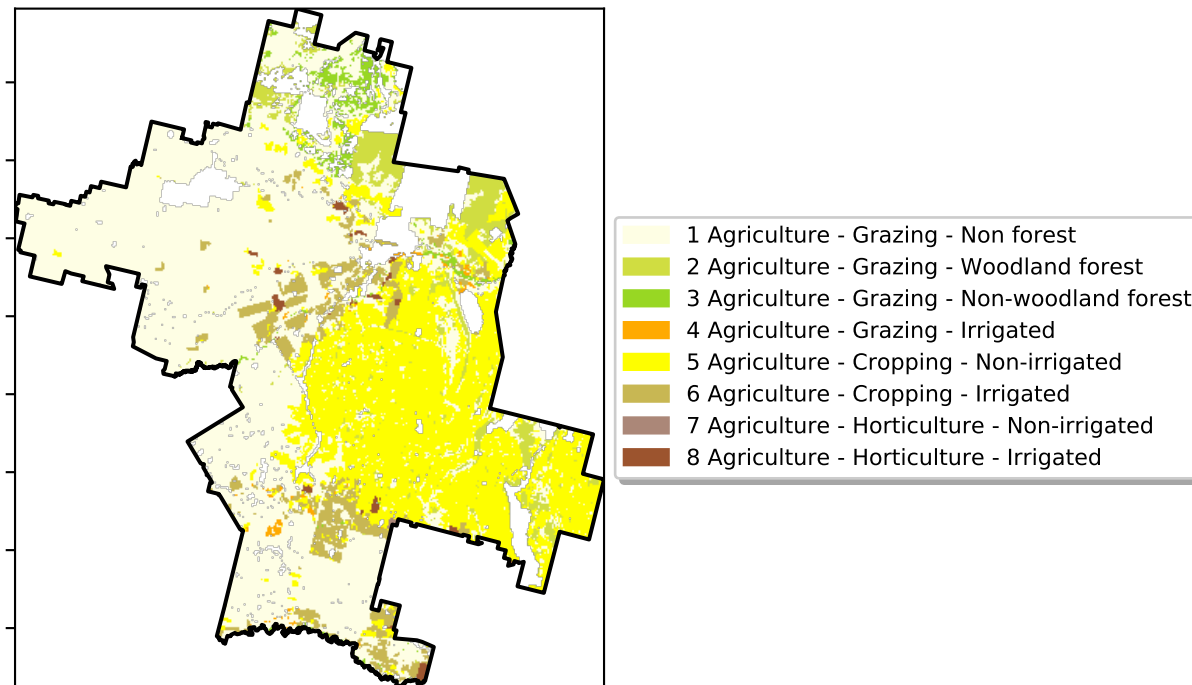 1 Agriculture - Grazing - Non forest
2 Agriculture - Grazing - Woodland forest
3 Agriculture - Grazing - Non-woodland forest
4 Agriculture - Grazing - Irrigated
5 Agriculture - Cropping - Non-irrigated
6 Agriculture - Cropping - Irrigated
7 Agriculture - Horticulture - Non-irrigated
8 Agriculture - Horticulture - Irrigated